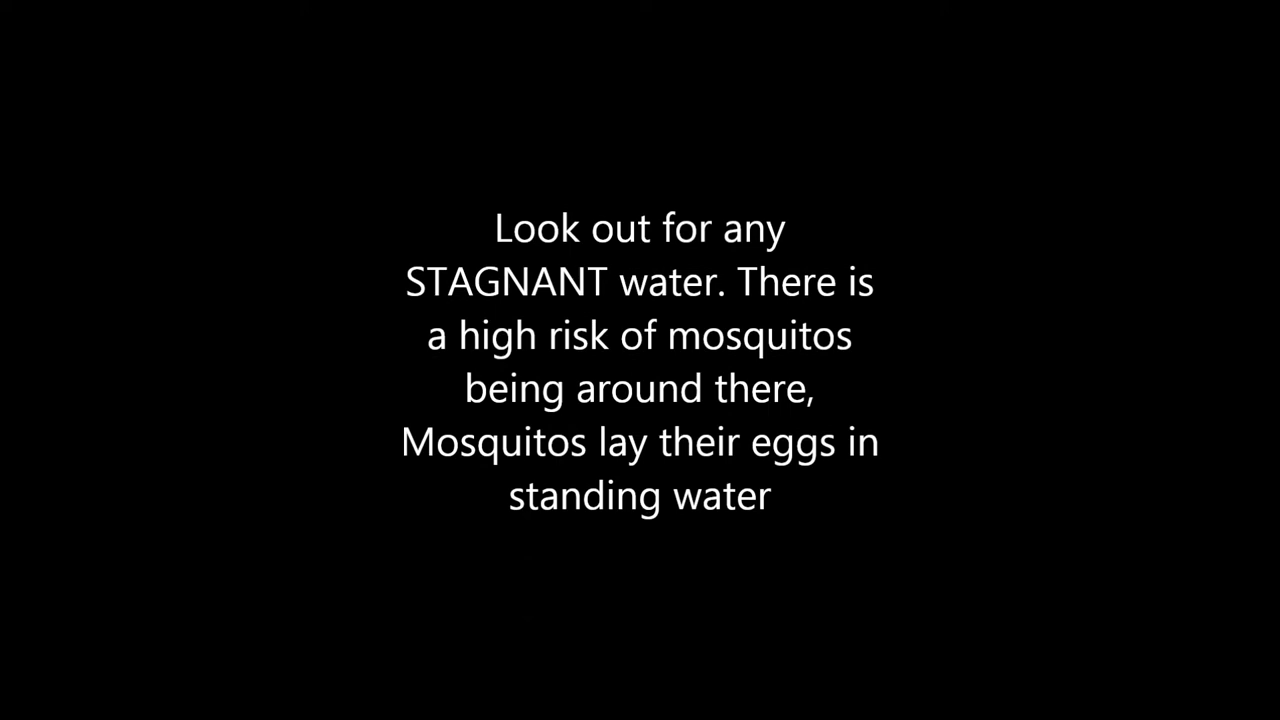 Look out for any
STAGNANT water. There is
a high risk of mosquitos
being around there,
Mosquitos lay their eggs in
standing water